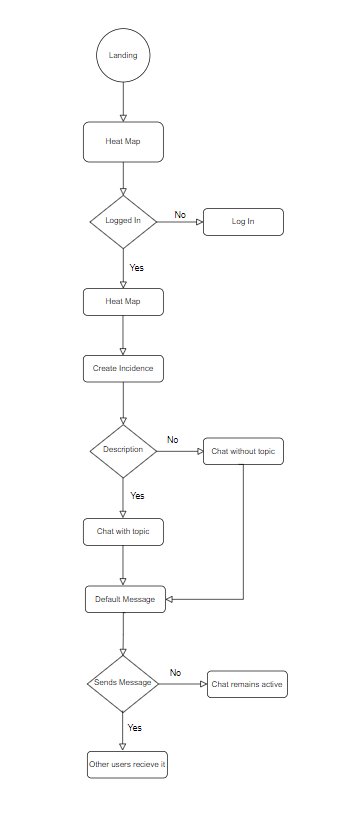 Landing
Heat Map
Logged In
No
Log In
Yes
Heat Map
Create Incidence
Description
No
Chat without topic
Yes
Chat with topic
Default Message
Sends Message
No
Chat remains active
Yes
Other users recieve it